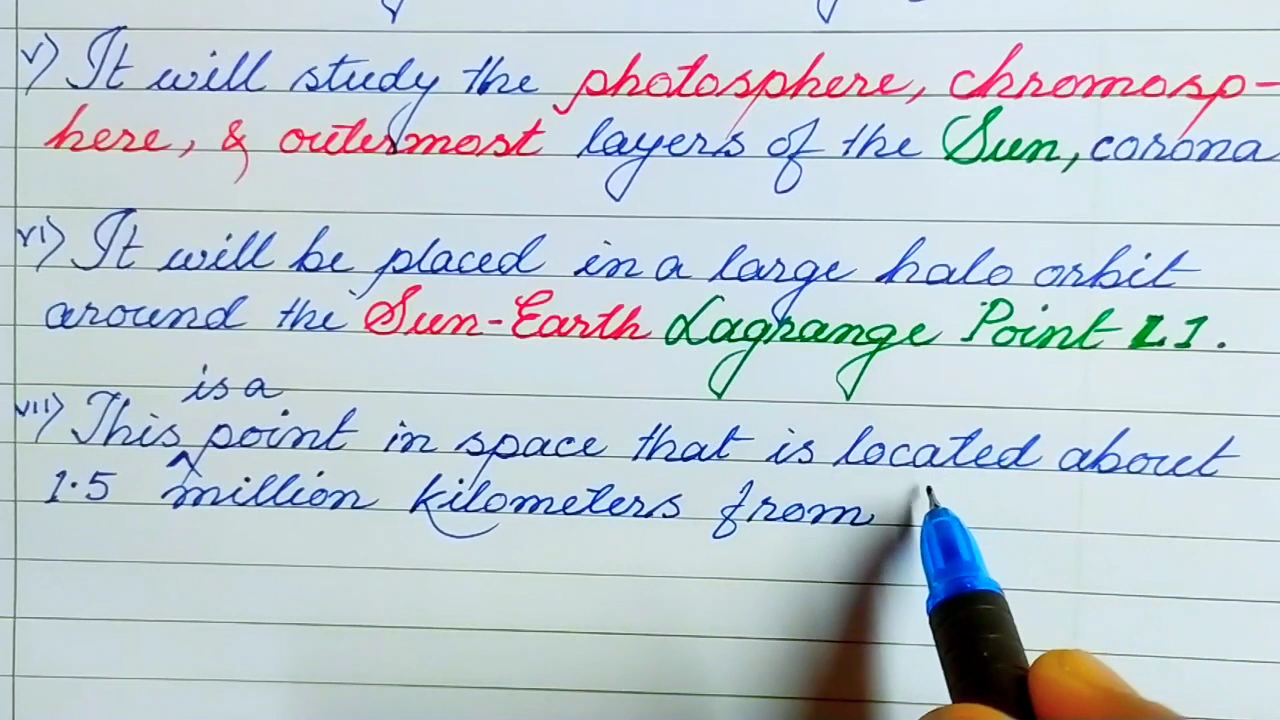 v) It will study the photosphere, chromosp-
here, & outermost layers of the Sun, corona
vi) It will be placed in a large halo orbit
around the Sun-Earth Lagrange Point L1.
is a
vii) This ^ point in space that is located about
1.5 million kilometers from